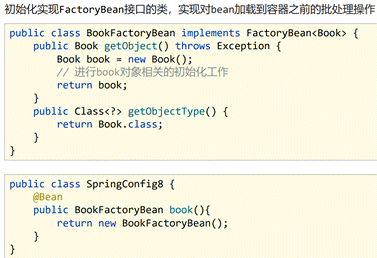 初始化实现FactoryBean接口的类，实现对bean加载到容器之前的批处理操作
public class BookFactoryBean implements FactoryBean<Book> {
    public Book getObject() throws Exception {
        Book book = new Book();
        // 进行book对象相关的初始化工作
        return book;
    }
    public Class<?> getObjectType() {
        return Book.class;
    }
}
public class SpringConfig8 {
    @Bean
    public BookFactoryBean book(){
        return new BookFactoryBean();
    }
}